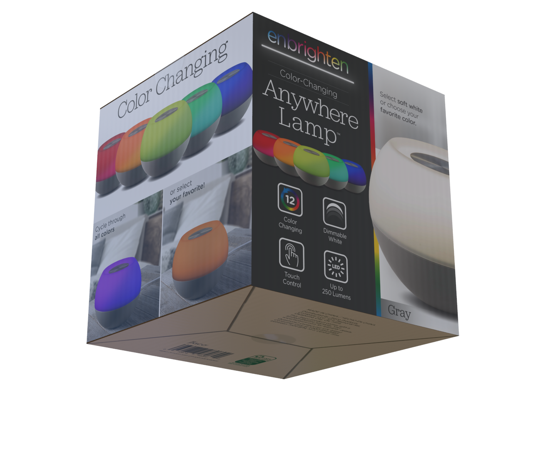 Color Changing
Cycle through
all colors
or select
your favorite!
enbrighten
Color-Changing
Anywhere
Lamp™
12
Color
Changing
Dimmable
White
Touch
Control
LED
Up to
250 Lumens
Select soft white
or choose your
favorite color.
Gray